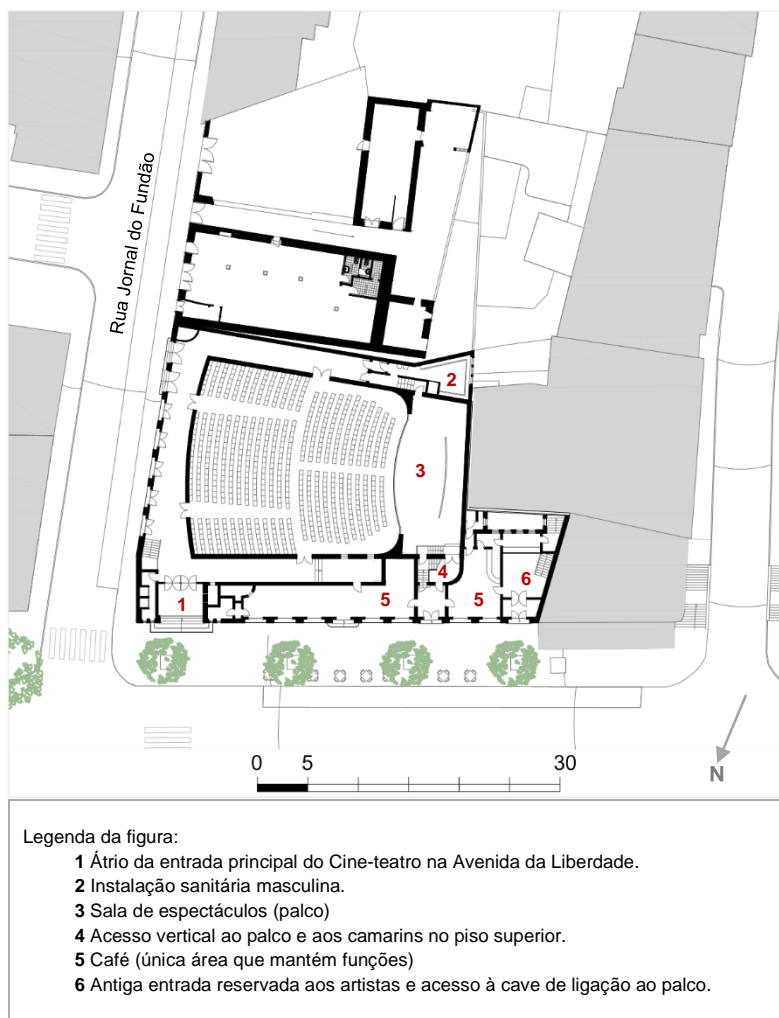 Rua Jornal do Fundão
2
3
4
6
1
5
5
N
0 5 30
Legenda da figura:
1 Átrio da entrada principal do Cine-teatro na Avenida da Liberdade.
2 Instalação sanitária masculina.
3 Sala de espectáculos (palco)
4 Acesso vertical ao palco e aos camarins no piso superior.
5 Café (única área que mantém funções)
6 Antiga entrada reservada aos artistas e acesso à cave de ligação ao palco.